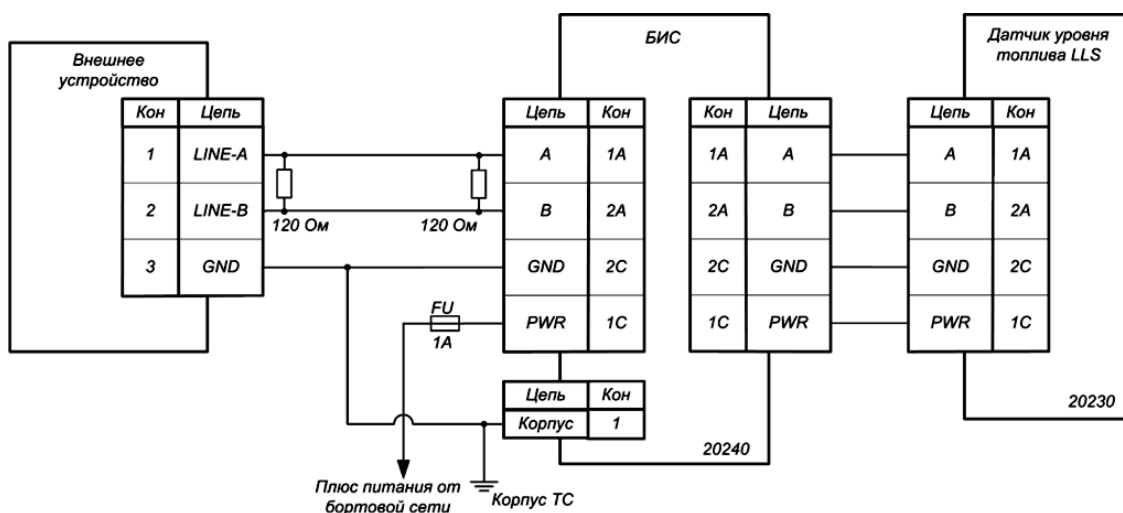 БИС
Внешнее
устройство
Датчик уровня
топлива LLS
Кон Цепь
1 LINE-A
2 LINE-B
3 GND
120 Ом 120 Ом
Цепь Кон
A 1A
B 2A
GND 2C
PWR 1C
FU
1A
Цепь Кон
Корпус 1
Кон Цепь
1A A
2A B
2C GND
1C PWR
20240
Цепь Кон
A 1A
B 2A
GND 2C
PWR 1C
20230
Плюс питания от
бортовой сети
Корпус ТС